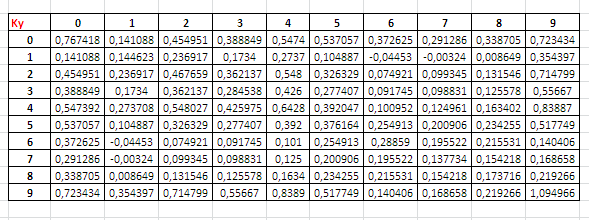 Ky 0 1 2 3 4 5 6 7 8 9
0 0,767418 0,141088 0,454951 0,388849 0,5474 0,537057 0,372625 0,291286 0,338705 0,723434
1 0,141088 0,144623 0,236917 0,1734 0,2737 0,104887 -0,04453 -0,00324 0,008649 0,354397
2 0,454951 0,236917 0,467659 0,362137 0,548 0,326329 0,074921 0,099345 0,131546 0,714799
3 0,388849 0,1734 0,362137 0,284538 0,426 0,277407 0,091745 0,098831 0,125578 0,55667
4 0,547392 0,273708 0,548027 0,425975 0,6428 0,392047 0,100952 0,124961 0,163402 0,83887
5 0,537057 0,104887 0,326329 0,277407 0,392 0,376164 0,254913 0,200906 0,234255 0,517749
6 0,372625 -0,04453 0,074921 0,091745 0,101 0,254913 0,28859 0,195522 0,215531 0,140406
7 0,291286 -0,00324 0,099345 0,098831 0,125 0,200906 0,195522 0,137734 0,154218 0,168658
8 0,338705 0,008649 0,131546 0,125578 0,1634 0,234255 0,215531 0,154218 0,173716 0,219266
9 0,723434 0,354397 0,714799 0,55667 0,8389 0,517749 0,140406 0,168658 0,219266 1,094966